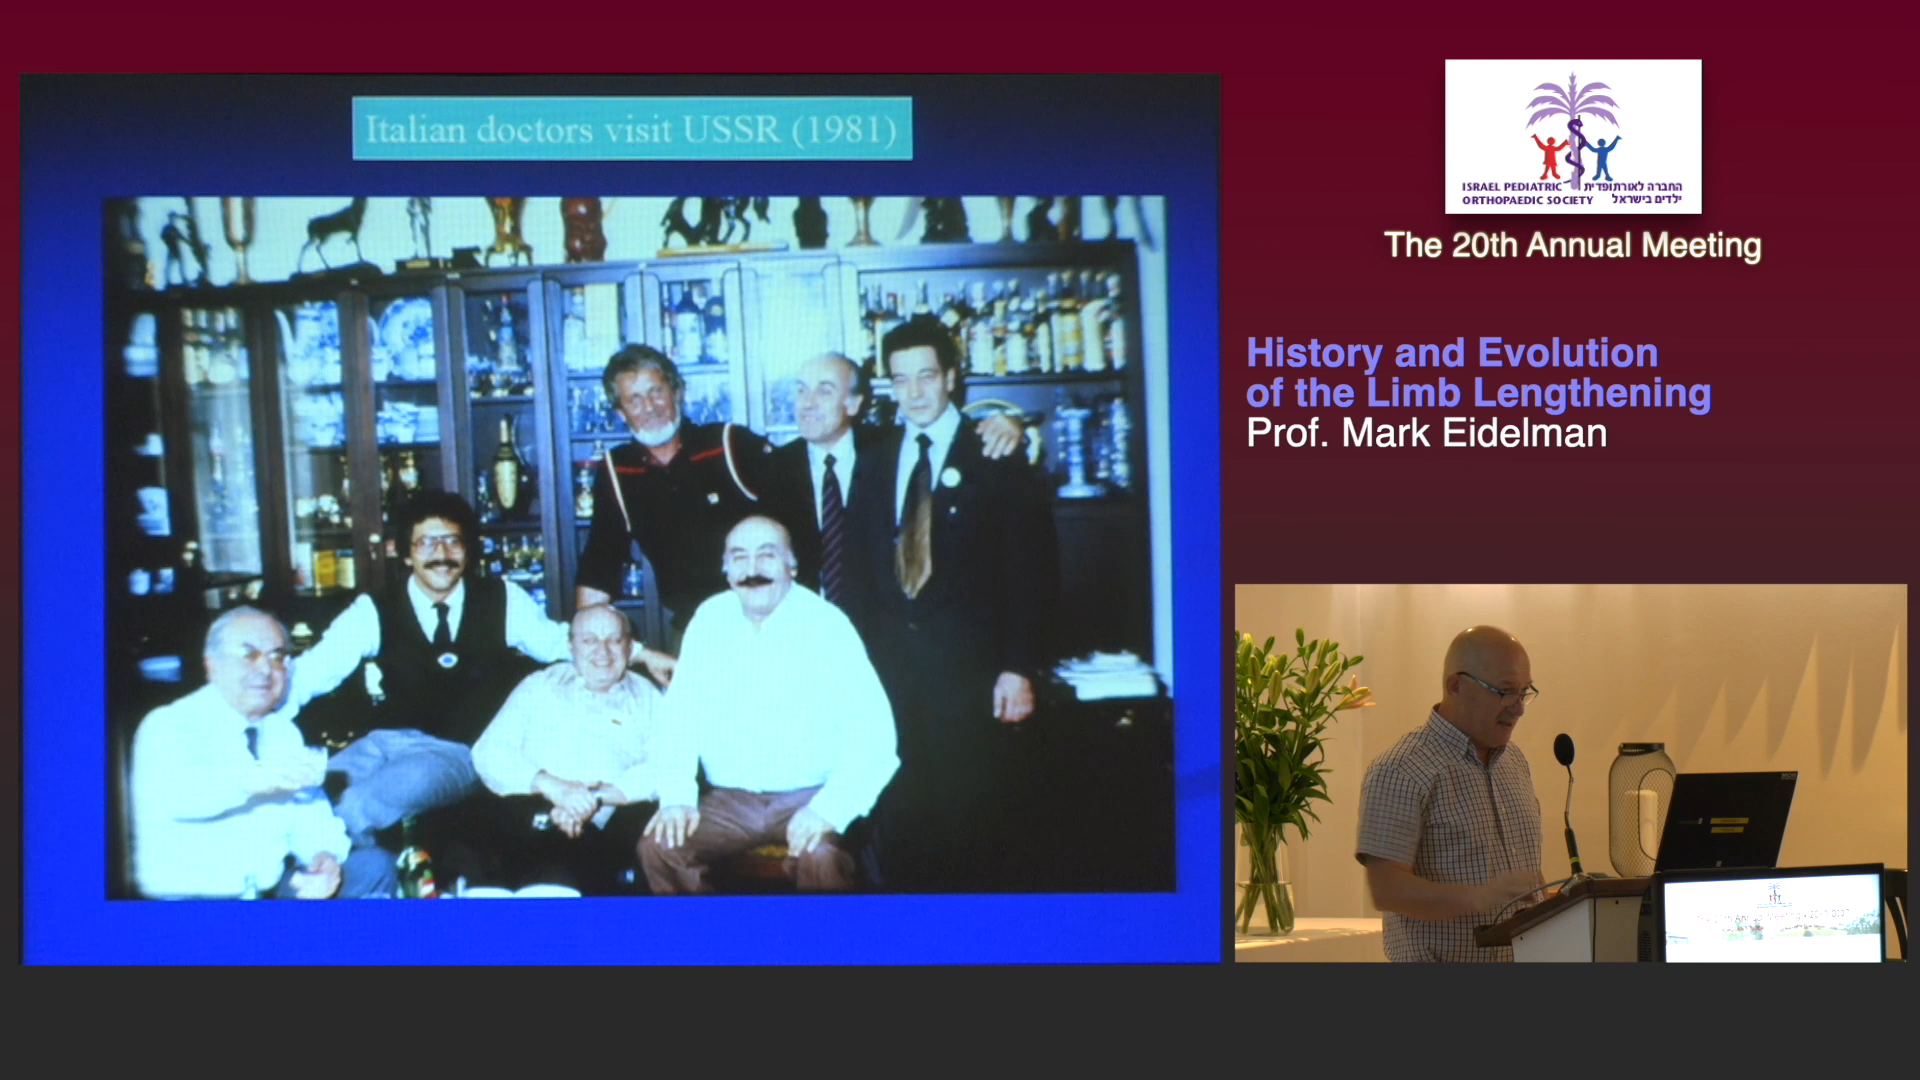 Italian doctors visit USSR (1981)
ISRAEL PEDIATRIC החברה לאורתופדית
ORTHOPAEDIC SOCIETY ילדים בישראל
The 20th Annual Meeting
History and Evolution
of the Limb Lengthening
Prof. Mark Eidelman